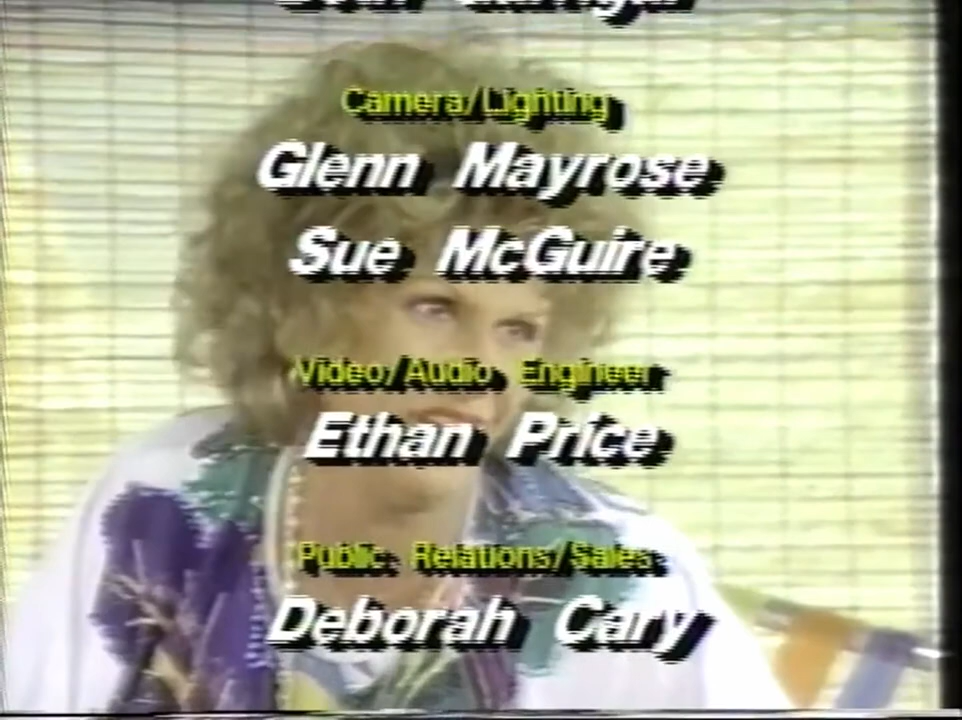 Camera/Lighting
Glenn Mayrose
Sue McGuire
Video/Audio Engineer
Ethan Price
Public Relations/Sales
Deborah Cary